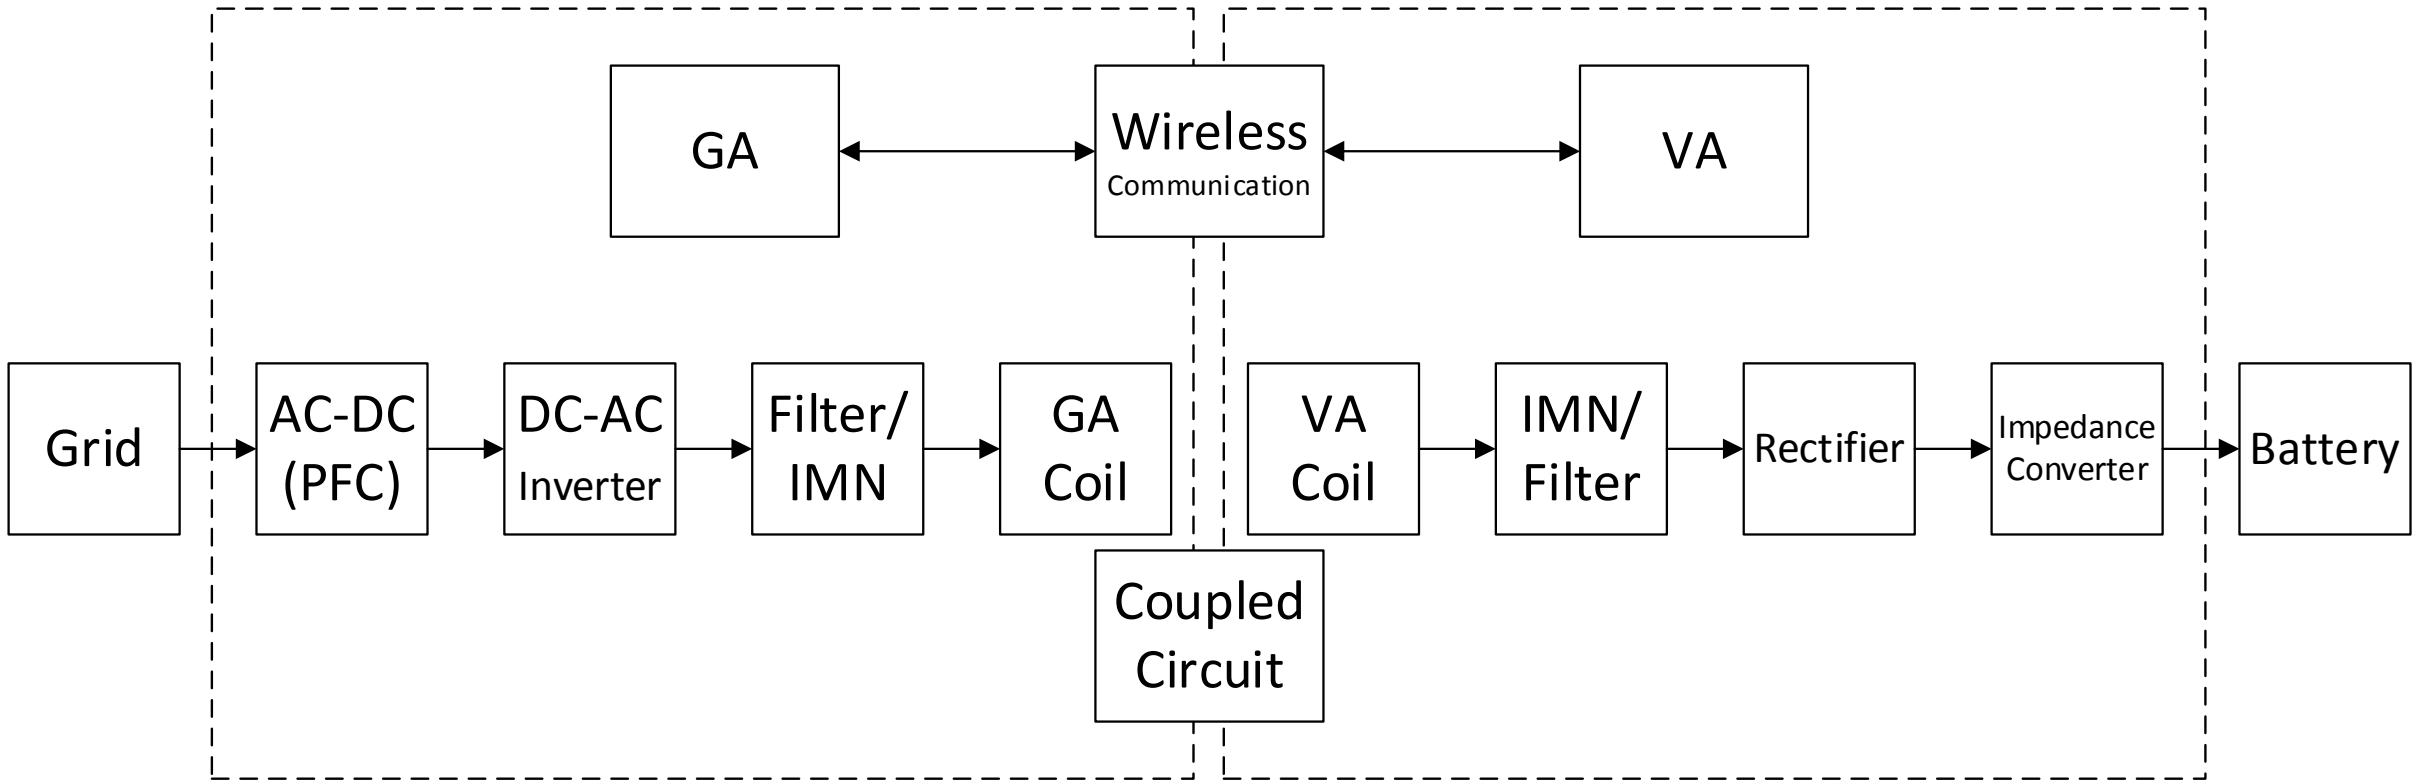 GA
Wireless
Communication
VA
Grid
AC-DC
(PFC)
DC-AC
Inverter
Filter/
IMN
GA
Coil
VA
Coil
IMN/
Filter
Rectifier
Impedance
Converter
Battery
Coupled
Circuit